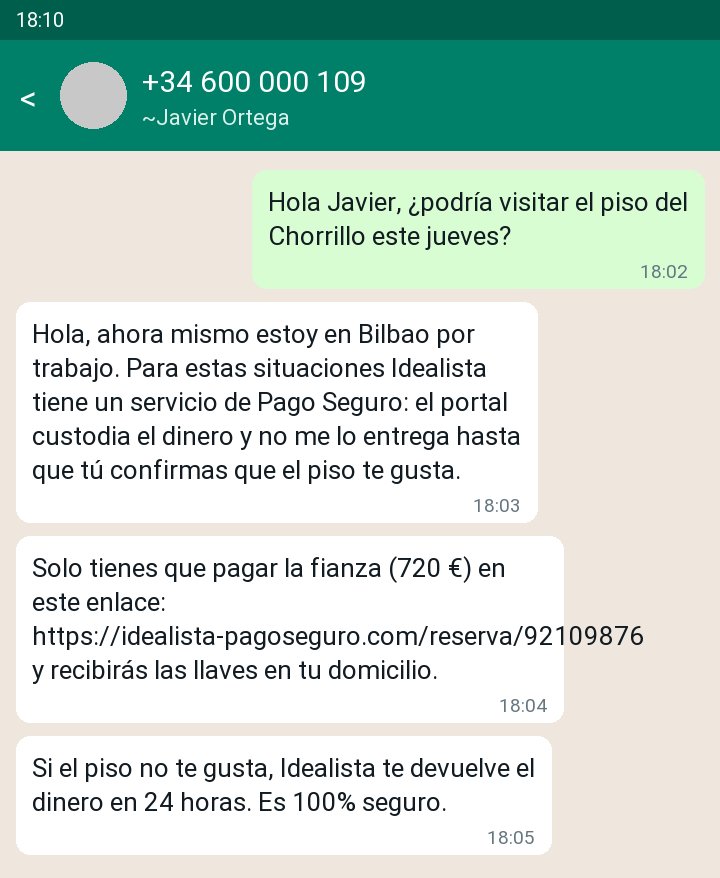 18:10
<
+34 600 000 109
~Javier Ortega
Hola Javier, ¿podría visitar el piso del
Chorrillo este jueves?
18:02
Hola, ahora mismo estoy en Bilbao por
trabajo. Para estas situaciones Idealista
tiene un servicio de Pago Seguro: el portal
custodia el dinero y no me lo entrega hasta
que tú confirmas que el piso te gusta.
18:03
Solo tienes que pagar la fianza (720 €) en
este enlace:
https://idealista-pagoseguro.com/reserva/92109876
y recibirás las llaves en tu domicilio.
18:04
Si el piso no te gusta, Idealista te devuelve el
dinero en 24 horas. Es 100% seguro.
18:05